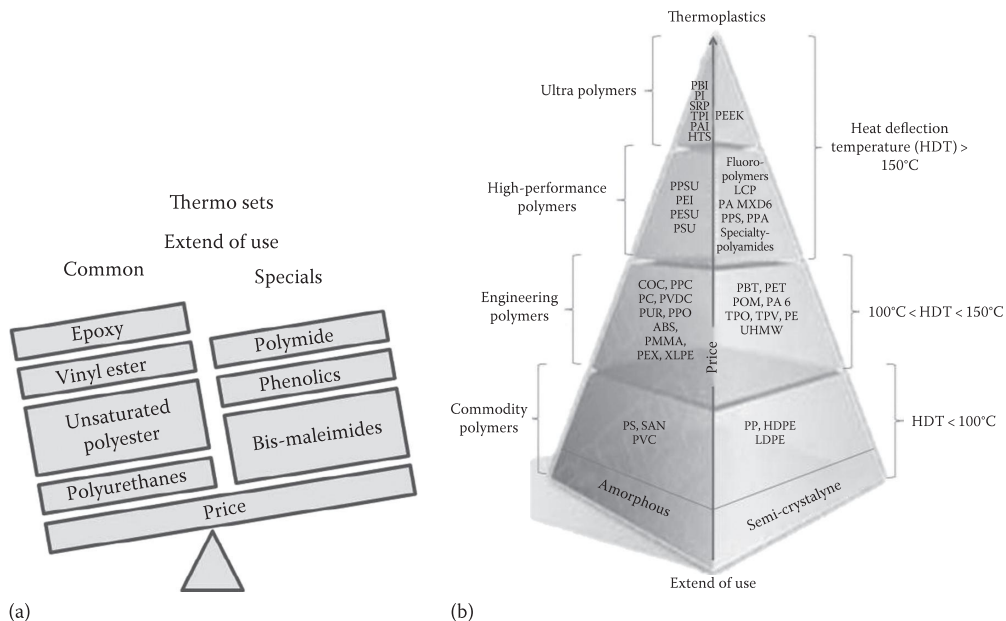 Thermo sets
Extend of use
Common
Specials
Epoxy
Vinyl ester
Unsaturated
polyester
Polyurethanes
Polymide
Phenolics
Bis-maleimides
Price
(a)
Thermoplastics
Ultra polymers
PBI
PI
SRP
TPI
PAI
HTS
PEEK
Heat deflection
temperature (HDT) >
150°C
High-performance
polymers
PPSU
PEI
PESU
PSU
Fluoro-
polymers
LCP
PA MXD6
PPS, PPA
Specialty-
polyamides
Engineering
polymers
COC, PPC
PC, PVDC
PUR, PPO
ABS,
PMMA,
PEX, XLPE
PBT, PET
POM, PA 6
TPO, TPV, PE
UHMW
100°C < HDT < 150°C
Price
Commodity
polymers
PS, SAN
PVC
PP, HDPE
LDPE
HDT < 100°C
Amorphous
Semi-crystalyne
Extend of use
(b)